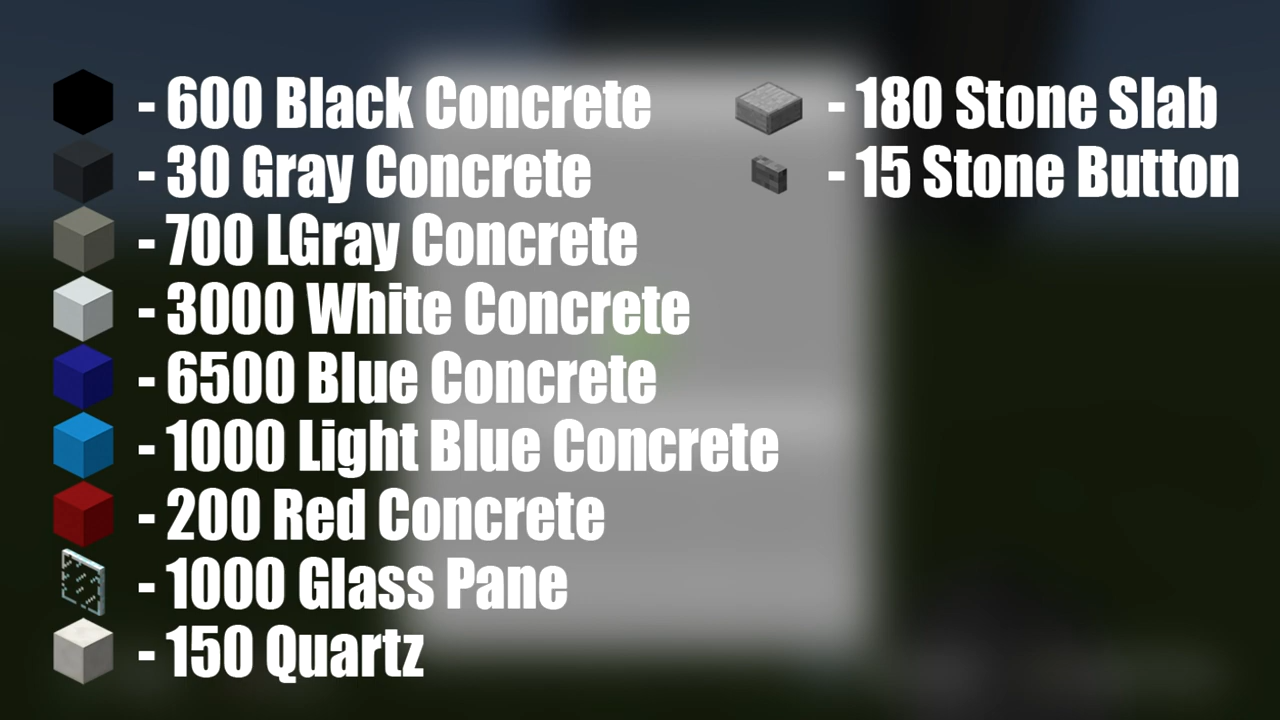 - 600 Black Concrete
- 30 Gray Concrete
- 700 LGray Concrete
- 3000 White Concrete
- 6500 Blue Concrete
- 1000 Light Blue Concrete
- 200 Red Concrete
- 1000 Glass Pane
- 150 Quartz
- 180 Stone Slab
- 15 Stone Button